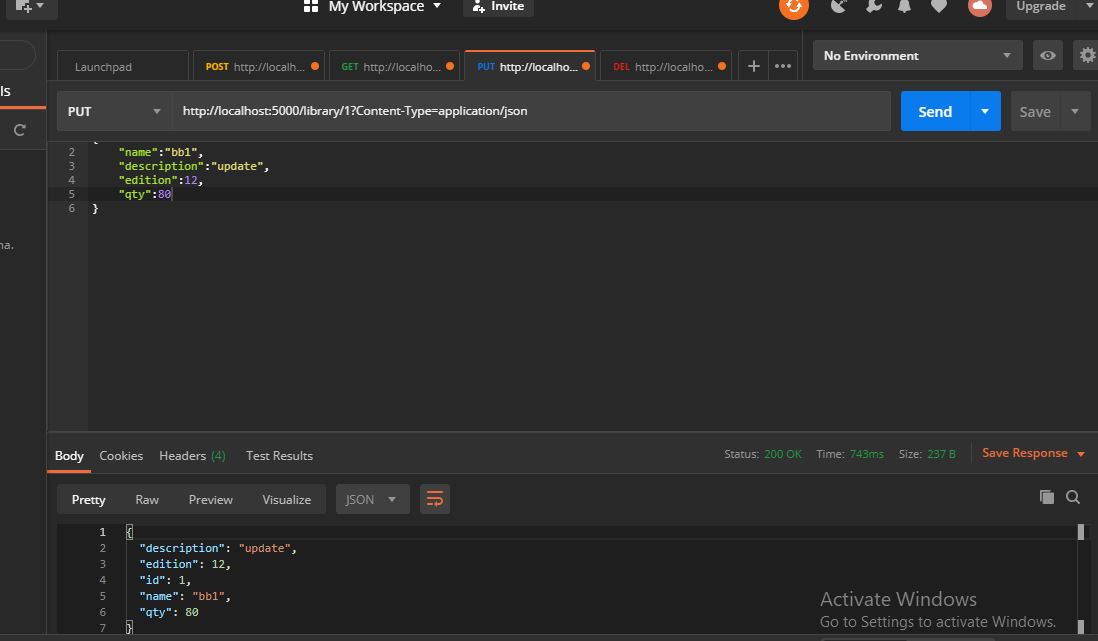 My Workspace Invite Upgrade
Launchpad POST http://localh... GET http://localho... PUT http://localho... DEL http://localho... + ••• No Environment
ls
PUT http://localhost:5000/library/1?Content-Type=application/json Send Save
2 "name":"bb1",
3 "description":"update",
4 "edition":12,
5 "qty":80
6 }
na.
Body Cookies Headers (4) Test Results Status: 200 OK Time: 743ms Size: 237 B Save Response
Pretty Raw Preview Visualize JSON
1 {
2 "description": "update",
3 "edition": 12,
4 "id": 1,
5 "name": "bb1",
6 "qty": 80
7 }
Activate Windows
Go to Settings to activate Windows.